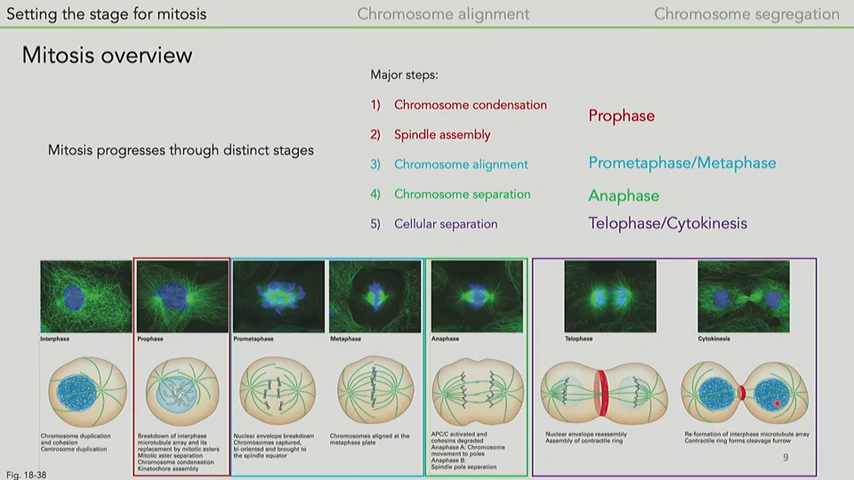 Setting the stage for mitosis
Chromosome alignment
Chromosome segregation
Mitosis overview
Major steps:
1) Chromosome condensation
2) Spindle assembly
3) Chromosome alignment
4) Chromosome separation
5) Cellular separation
Prophase
Prometaphase/Metaphase
Anaphase
Telophase/Cytokinesis
Mitosis progresses through distinct stages
Interphase
Prophase
Prometaphase
Metaphase
Anaphase
Telophase
Cytokinesis
Chromosome duplication
and cohesion
Centrosome duplication
Breakdown of interphase
microtubule array and its
replacement by mitotic asters
Mitotic aster separation
Chromosome condensation
Kinetochore assembly
Nuclear envelope breakdown
Chromosomes captured,
bi-oriented and brought to
the spindle equator
Chromosomes aligned at the
metaphase plate
APC/C activated and
cohesins degraded
Anaphase A: Chromosome
movement to poles
Anaphase B:
Spindle pole separation
Nuclear envelope reassembly
Assembly of contractile ring
Re-formation of interphase microtubule array
Contractile ring forms cleavage furrow
9
Fig. 18-38